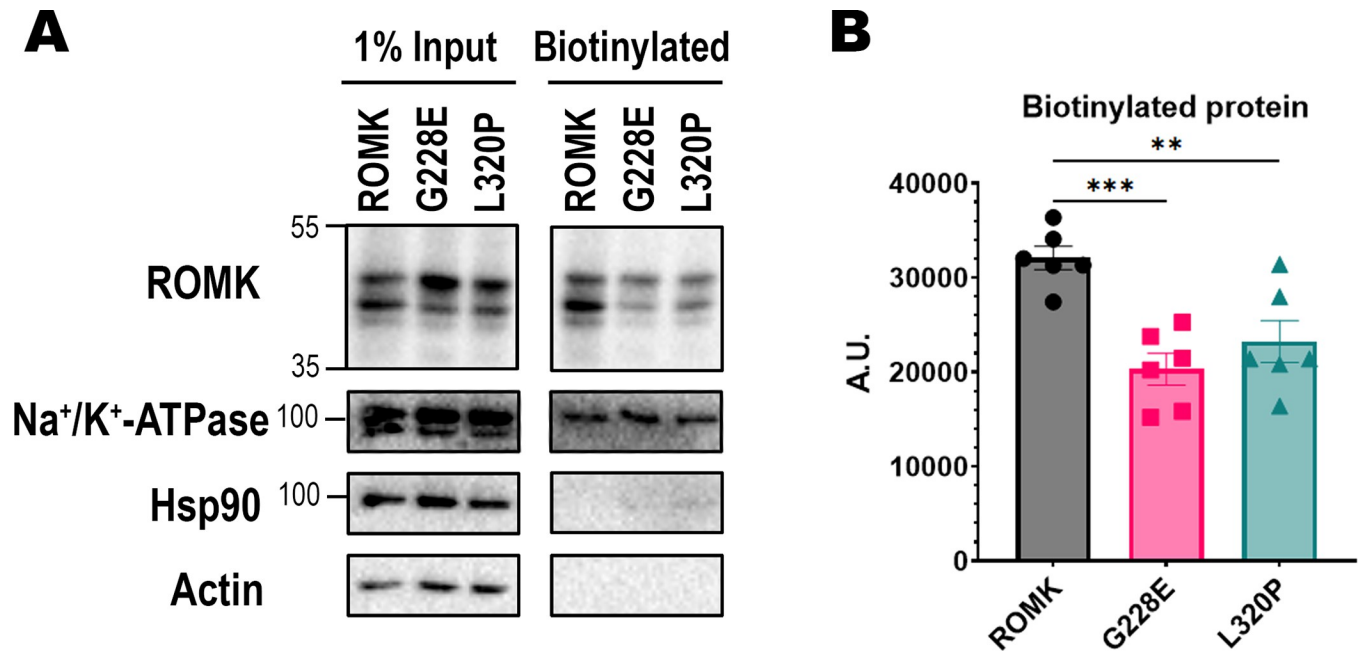 A
1% Input Biotinylated
ROMK G228E L320P ROMK G228E L320P
55
ROMK
35
Na⁺/K⁺-ATPase 100
Hsp90 100
Actin
B
Biotinylated protein
**
***
40000
30000
20000
10000
0
A.U.
ROMK G228E L320P